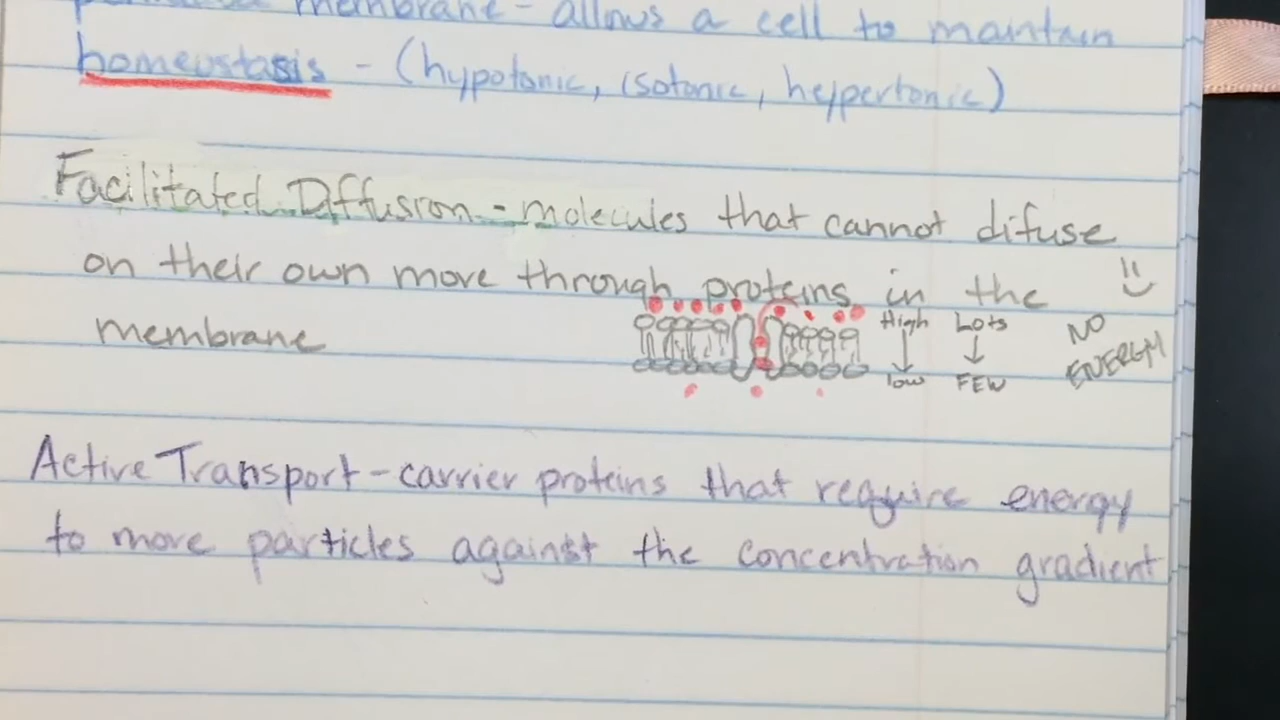 membrane - allows a cell to maintain
homeostasis - (hypotonic, isotonic, hypertonic)
Facilitated Diffusion - molecules that cannot difuse
on their own move through proteins in the
membrane
High Lots
low FEW
NO
ENERGY
Active Transport - carrier proteins that require energy
to move particles against the concentration gradient